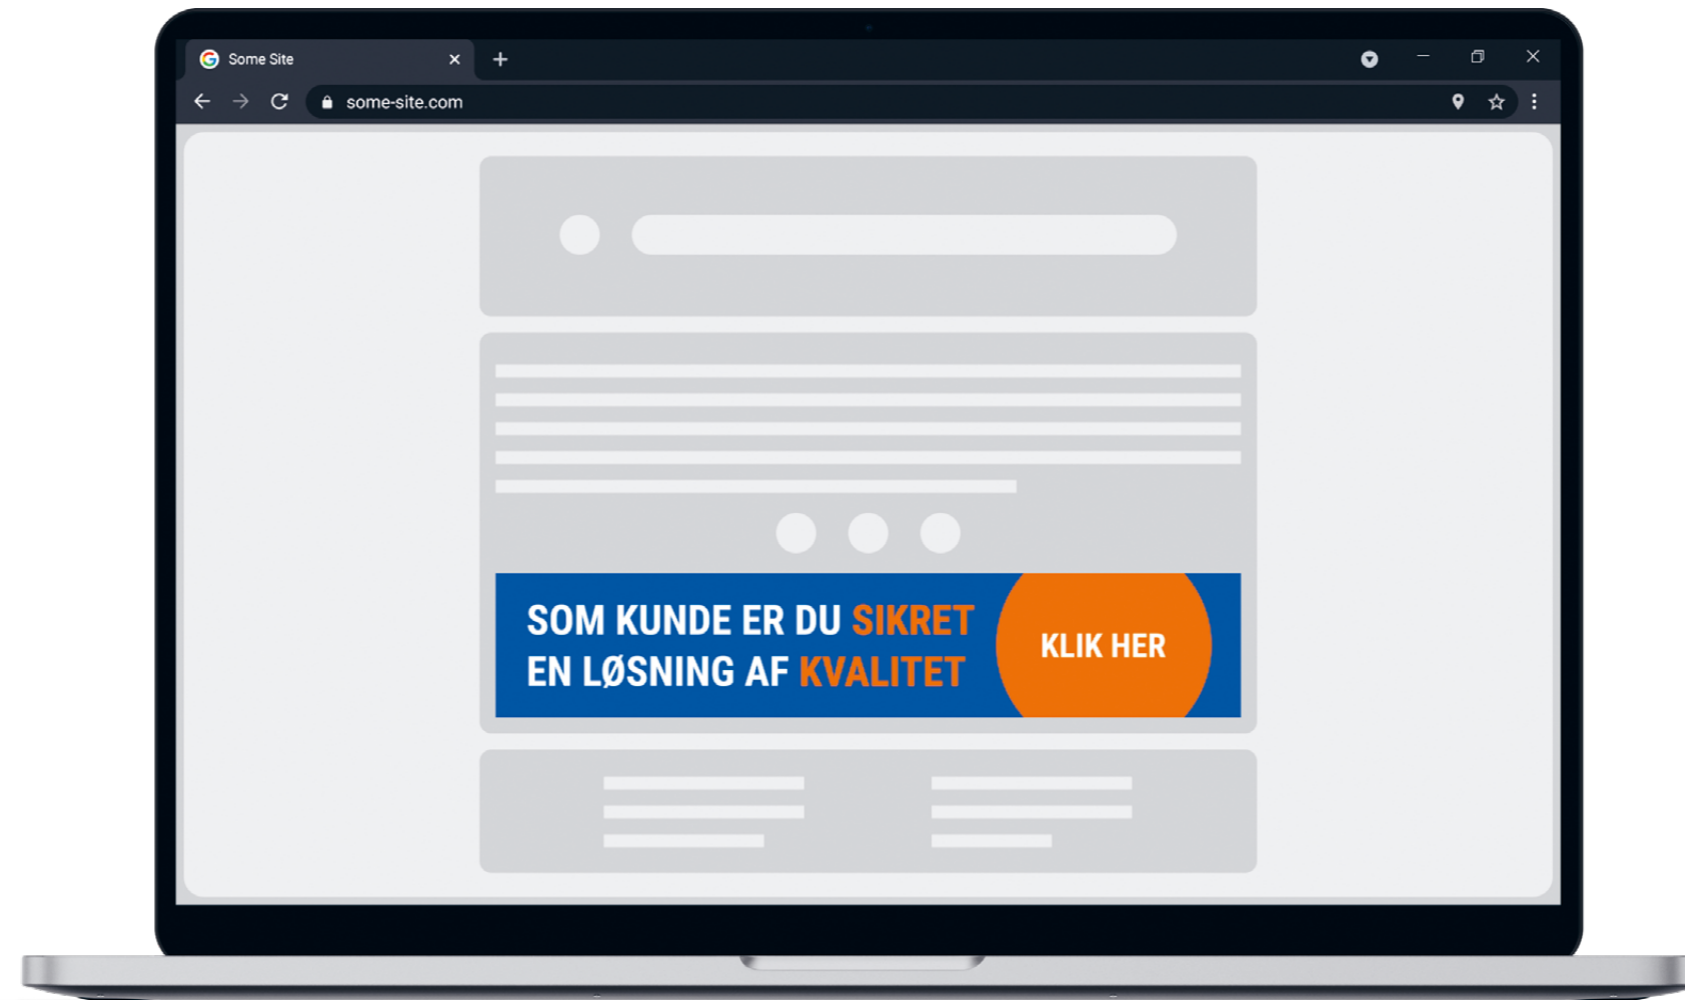 Some Site
some-site.com
SOM KUNDE ER DU SIKRET
EN LØSNING AF KVALITET
KLIK HER